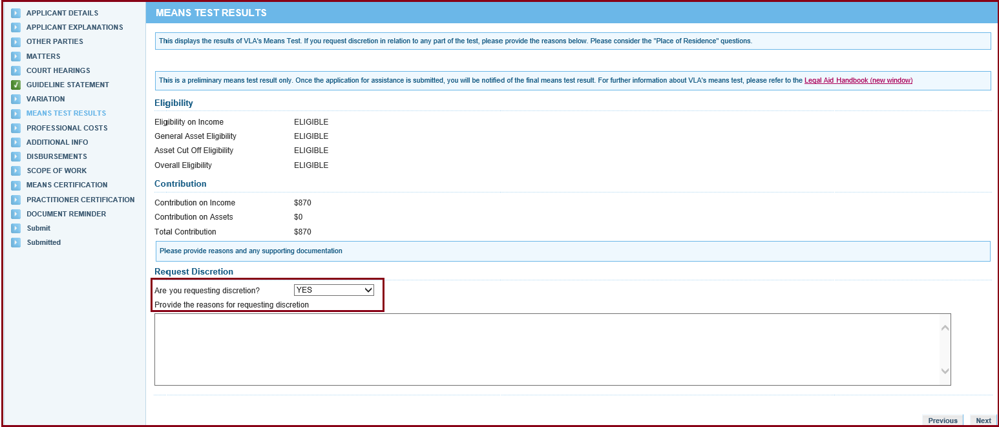 APPLICANT DETAILS
APPLICANT EXPLANATIONS
OTHER PARTIES
MATTERS
COURT HEARINGS
GUIDELINE STATEMENT
VARIATION
MEANS TEST RESULTS
PROFESSIONAL COSTS
ADDITIONAL INFO
DISBURSEMENTS
SCOPE OF WORK
MEANS CERTIFICATION
PRACTITIONER CERTIFICATION
DOCUMENT REMINDER
Submit
Submitted
MEANS TEST RESULTS
This displays the results of VLA's Means Test. If you request discretion in relation to any part of the test, please provide the reasons below. Please consider the "Place of Residence" questions.
This is a preliminary means test result only. Once the application for assistance is submitted, you will be notified of the final means test result. For further information about VLA's means test, please refer to the Legal Aid Handbook (new window)
Eligibility
Eligibility on Income ELIGIBLE
General Asset Eligibility ELIGIBLE
Asset Cut Off Eligibility ELIGIBLE
Overall Eligibility ELIGIBLE
Contribution
Contribution on Income $870
Contribution on Assets $0
Total Contribution $870
Please provide reasons and any supporting documentation
Request Discretion
Are you requesting discretion? YES
Provide the reasons for requesting discretion
Previous Next